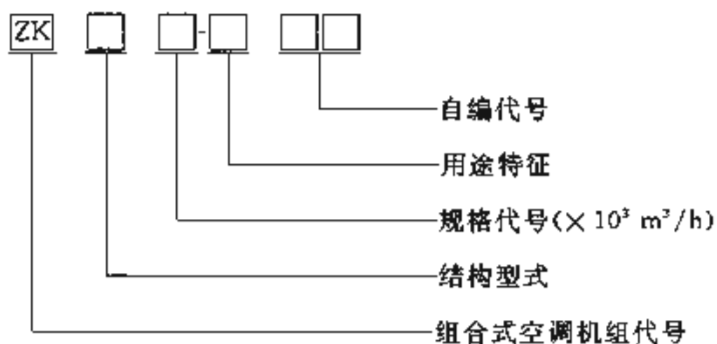 ZK □ □-□ □□
自编代号
用途特征
规格代号(×10³ m³/h)
结构型式
组合式空调机组代号